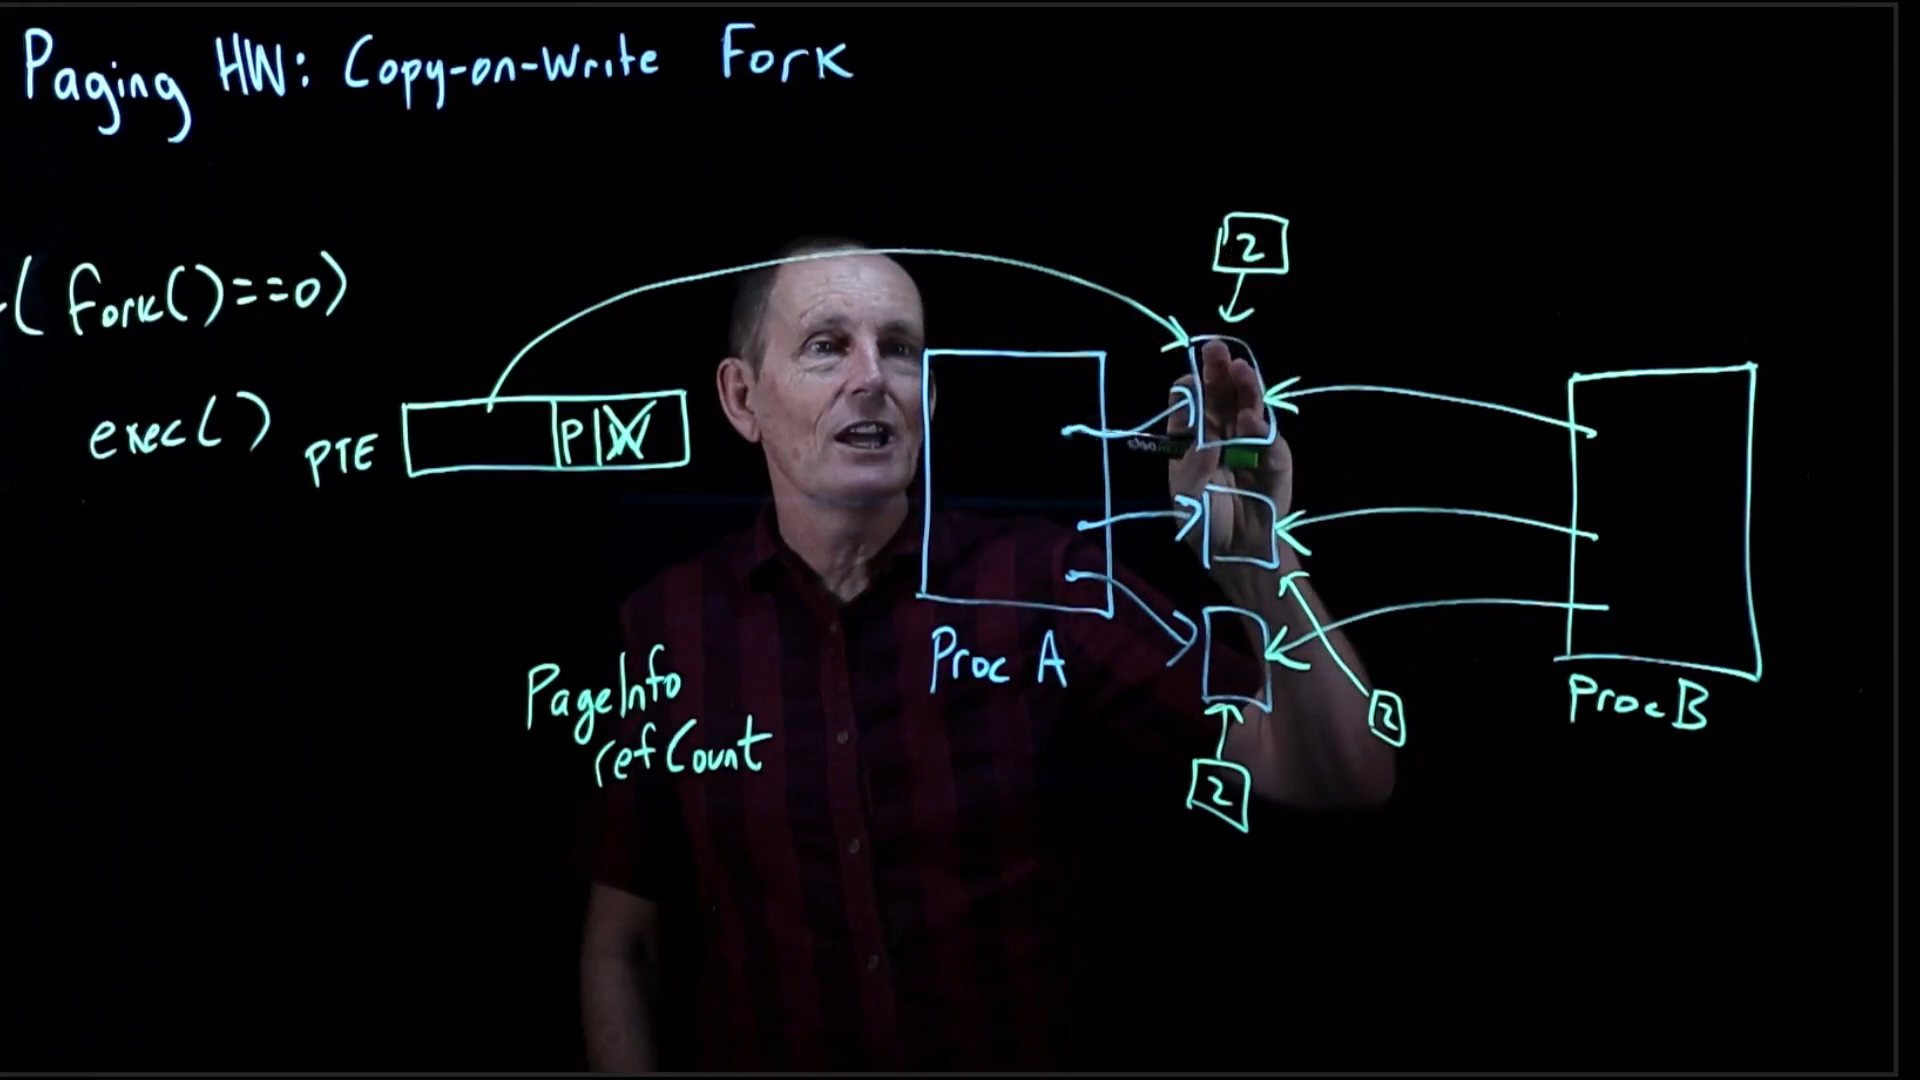 Paging HW: Copy-on-Write Fork
2
( fork()==0)
exec()
PTE
P W
Proc A
PageInfo
refCount
Proc B
2
2